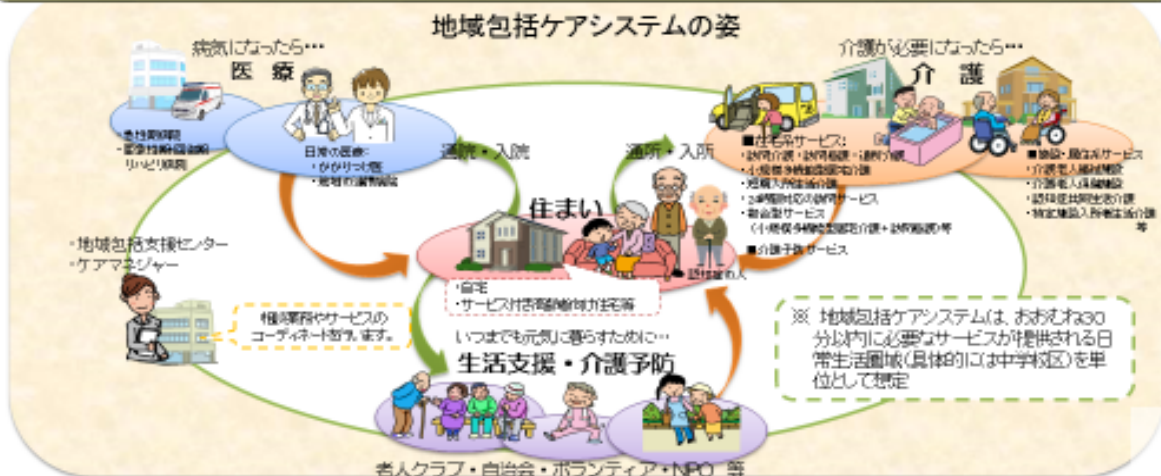 地域包括ケアシステムの姿
病気になったら…
医 療
介護が必要になったら…
介 護
・急性期病院
・亜急性期・回復期
リハビリ病院
日常の医療:
・かかりつけ医
・地域の連携病院
通院・入院
通所・入所
■在宅系サービス:
・訪問介護・訪問看護・通所介護
・小規模多機能型居宅介護
・短期入所生活介護
・24時間対応の訪問サービス
・複合型サービス
(小規模多機能型居宅介護+訪問看護)等
■介護予防サービス
■施設・居住系サービス
・介護老人福祉施設
・介護老人保健施設
・認知症共同生活介護
・特定施設入所者生活介護
等
住まい
認知症の人
・自宅
・サービス付き高齢者向け住宅等
・地域包括支援センター
・ケアマネジャー
相談業務やサービスの
コーディネートを行います。
いつまでも元気に暮らすために…
生活支援・介護予防
※ 地域包括ケアシステムは、おおむね30
分以内に必要なサービスが提供される日
常生活圏域(具体的には中学校区)を単
位として想定
老人クラブ・自治会・ボランティア・NPO 等